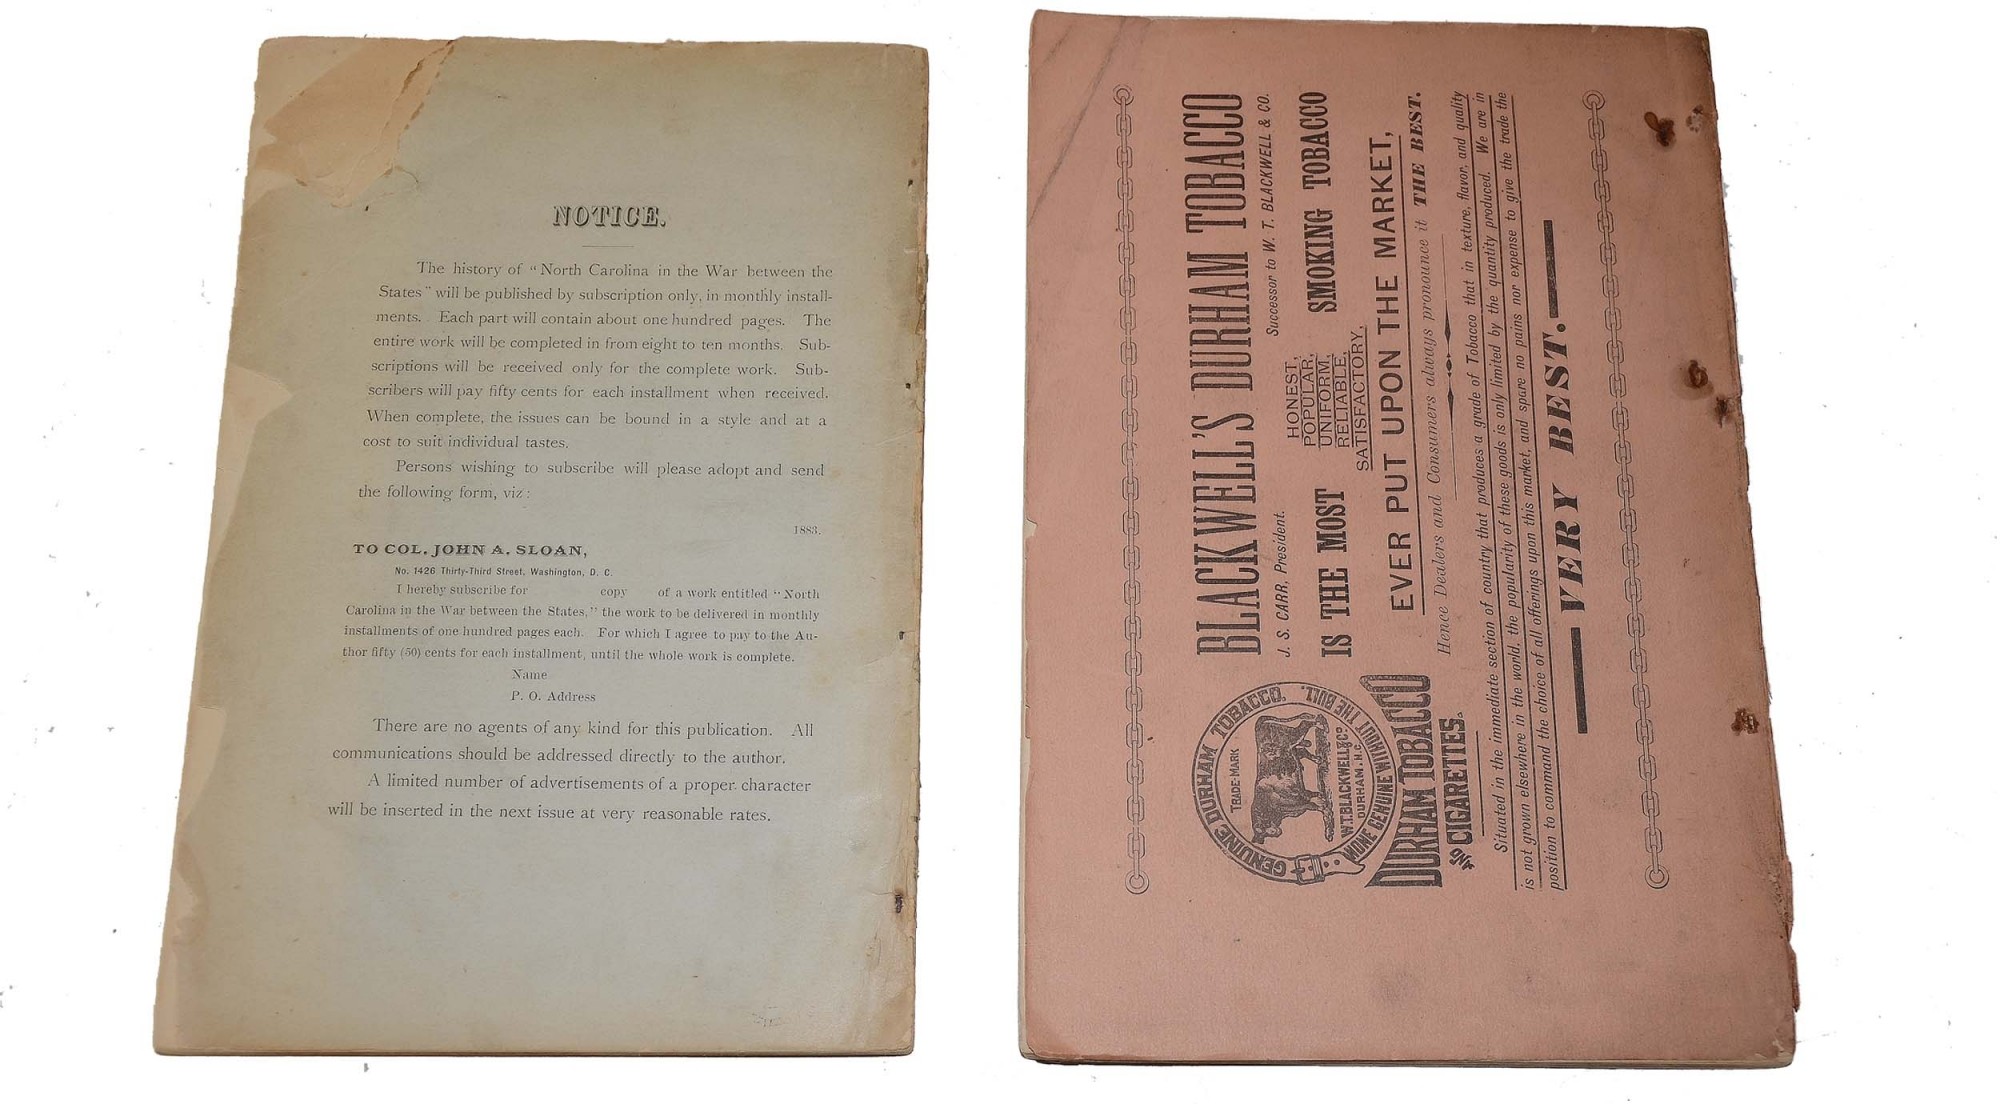 NOTICE.
The history of "North Carolina in the War between the
States" will be published by subscription only, in monthly install-
ments. Each part will contain about one hundred pages. The
entire work will be completed in from eight to ten months. Sub-
scriptions will be received only for the complete work. Sub-
scribers will pay fifty cents for each installment when received.
When complete, the issues can be bound in a style and at a
cost to suit individual tastes.
Persons wishing to subscribe will please adopt and send
the following form, viz:
1883.
TO COL. JOHN A. SLOAN,
No. 1426 Thirty-Third Street, Washington, D. C.
I hereby subscribe for copy of a work entitled "North
Carolina in the War between the States," the work to be delivered in monthly
installments of one hundred pages each. For which I agree to pay to the Au-
thor fifty (50) cents for each installment, until the whole work is complete.
Name
P. O. Address
There are no agents of any kind for this publication. All
communications should be addressed directly to the author.
A limited number of advertisements of a proper character
will be inserted in the next issue at very reasonable rates.
GENUINE DURHAM TOBACCO.
TRADE-MARK
W.T. BLACKWELL & CO.
DURHAM. N.C.
NONE GENUINE WITHOUT THE BULL.
DURHAM TOBACCO
AND CIGARETTES.
BLACKWELL'S DURHAM TOBACCO
J. S. CARR, President. Successor to W. T. BLACKWELL & CO.
IS THE MOST
HONEST,
POPULAR,
UNIFORM,
RELIABLE,
SATISFACTORY,
SMOKING TOBACCO
EVER PUT UPON THE MARKET,
Hence Dealers and Consumers always pronounce it THE BEST.
Situated in the immediate section of country that produces a grade of Tobacco that in texture, flavor, and quality
is not grown elsewhere in the world, the popularity of these goods is only limited by the quantity produced. We are in
position to command the choice of all offerings upon this market, and spare no pains nor expense to give the trade the
VERY BEST.